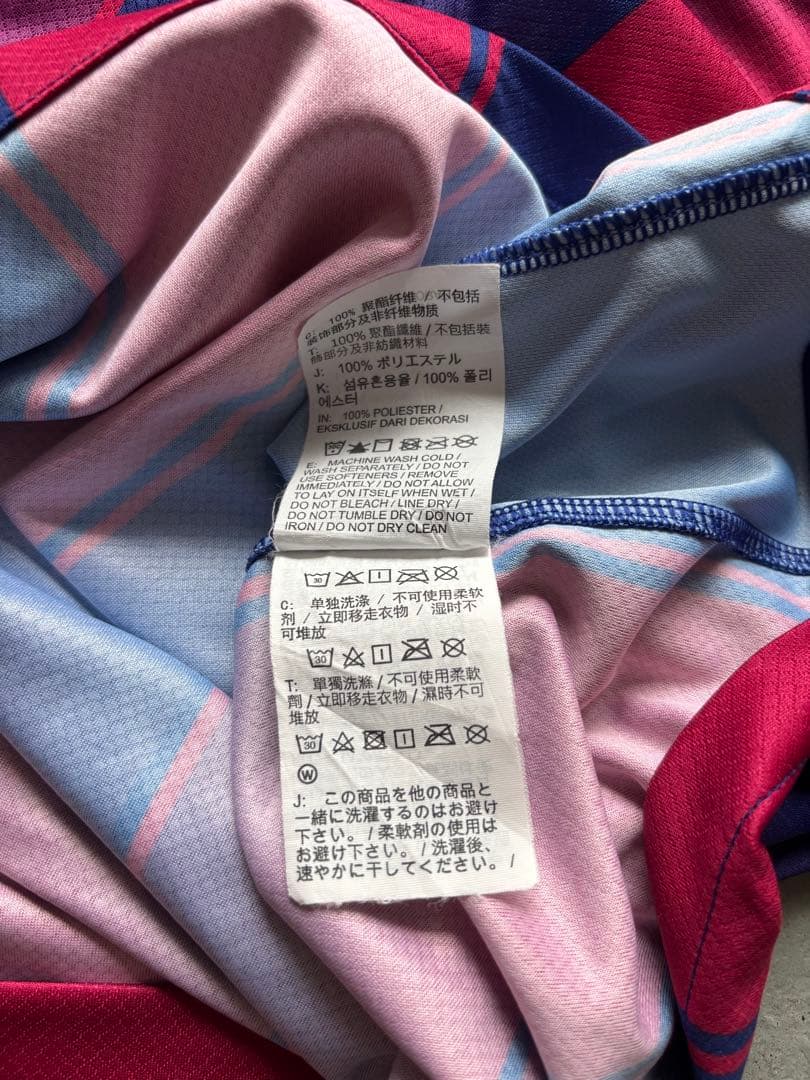 C: 100% 聚酯纤维 / 不包括
装饰部分及非纤维物质
T: 100% 聚酯纖維 / 不包括裝
飾部分及非紡織材料
J: 100% ポリエステル
K: 섬유혼용율 / 100% 폴리
에스터
IN: 100% POLIESTER /
EKSKLUSIF DARI DEKORASI
E: MACHINE WASH COLD /
WASH SEPARATELY / DO NOT
USE SOFTENERS / REMOVE
IMMEDIATELY / DO NOT ALLOW
TO LAY ON ITSELF WHEN WET /
DO NOT BLEACH / LINE DRY /
DO NOT TUMBLE DRY / DO NOT
IRON / DO NOT DRY CLEAN
30
C: 单独洗涤 / 不可使用柔软
剂 / 立即移走衣物 / 湿时不
可堆放
30
T: 單獨洗滌 / 不可使用柔軟
劑 / 立即移走衣物 / 濕時不可
堆放
30
W
J: この商品を他の商品と
一緒に洗濯するのはお避け
下さい。 / 柔軟剤の使用は
お避け下さい。 / 洗濯後、
速やかに干してください。 /